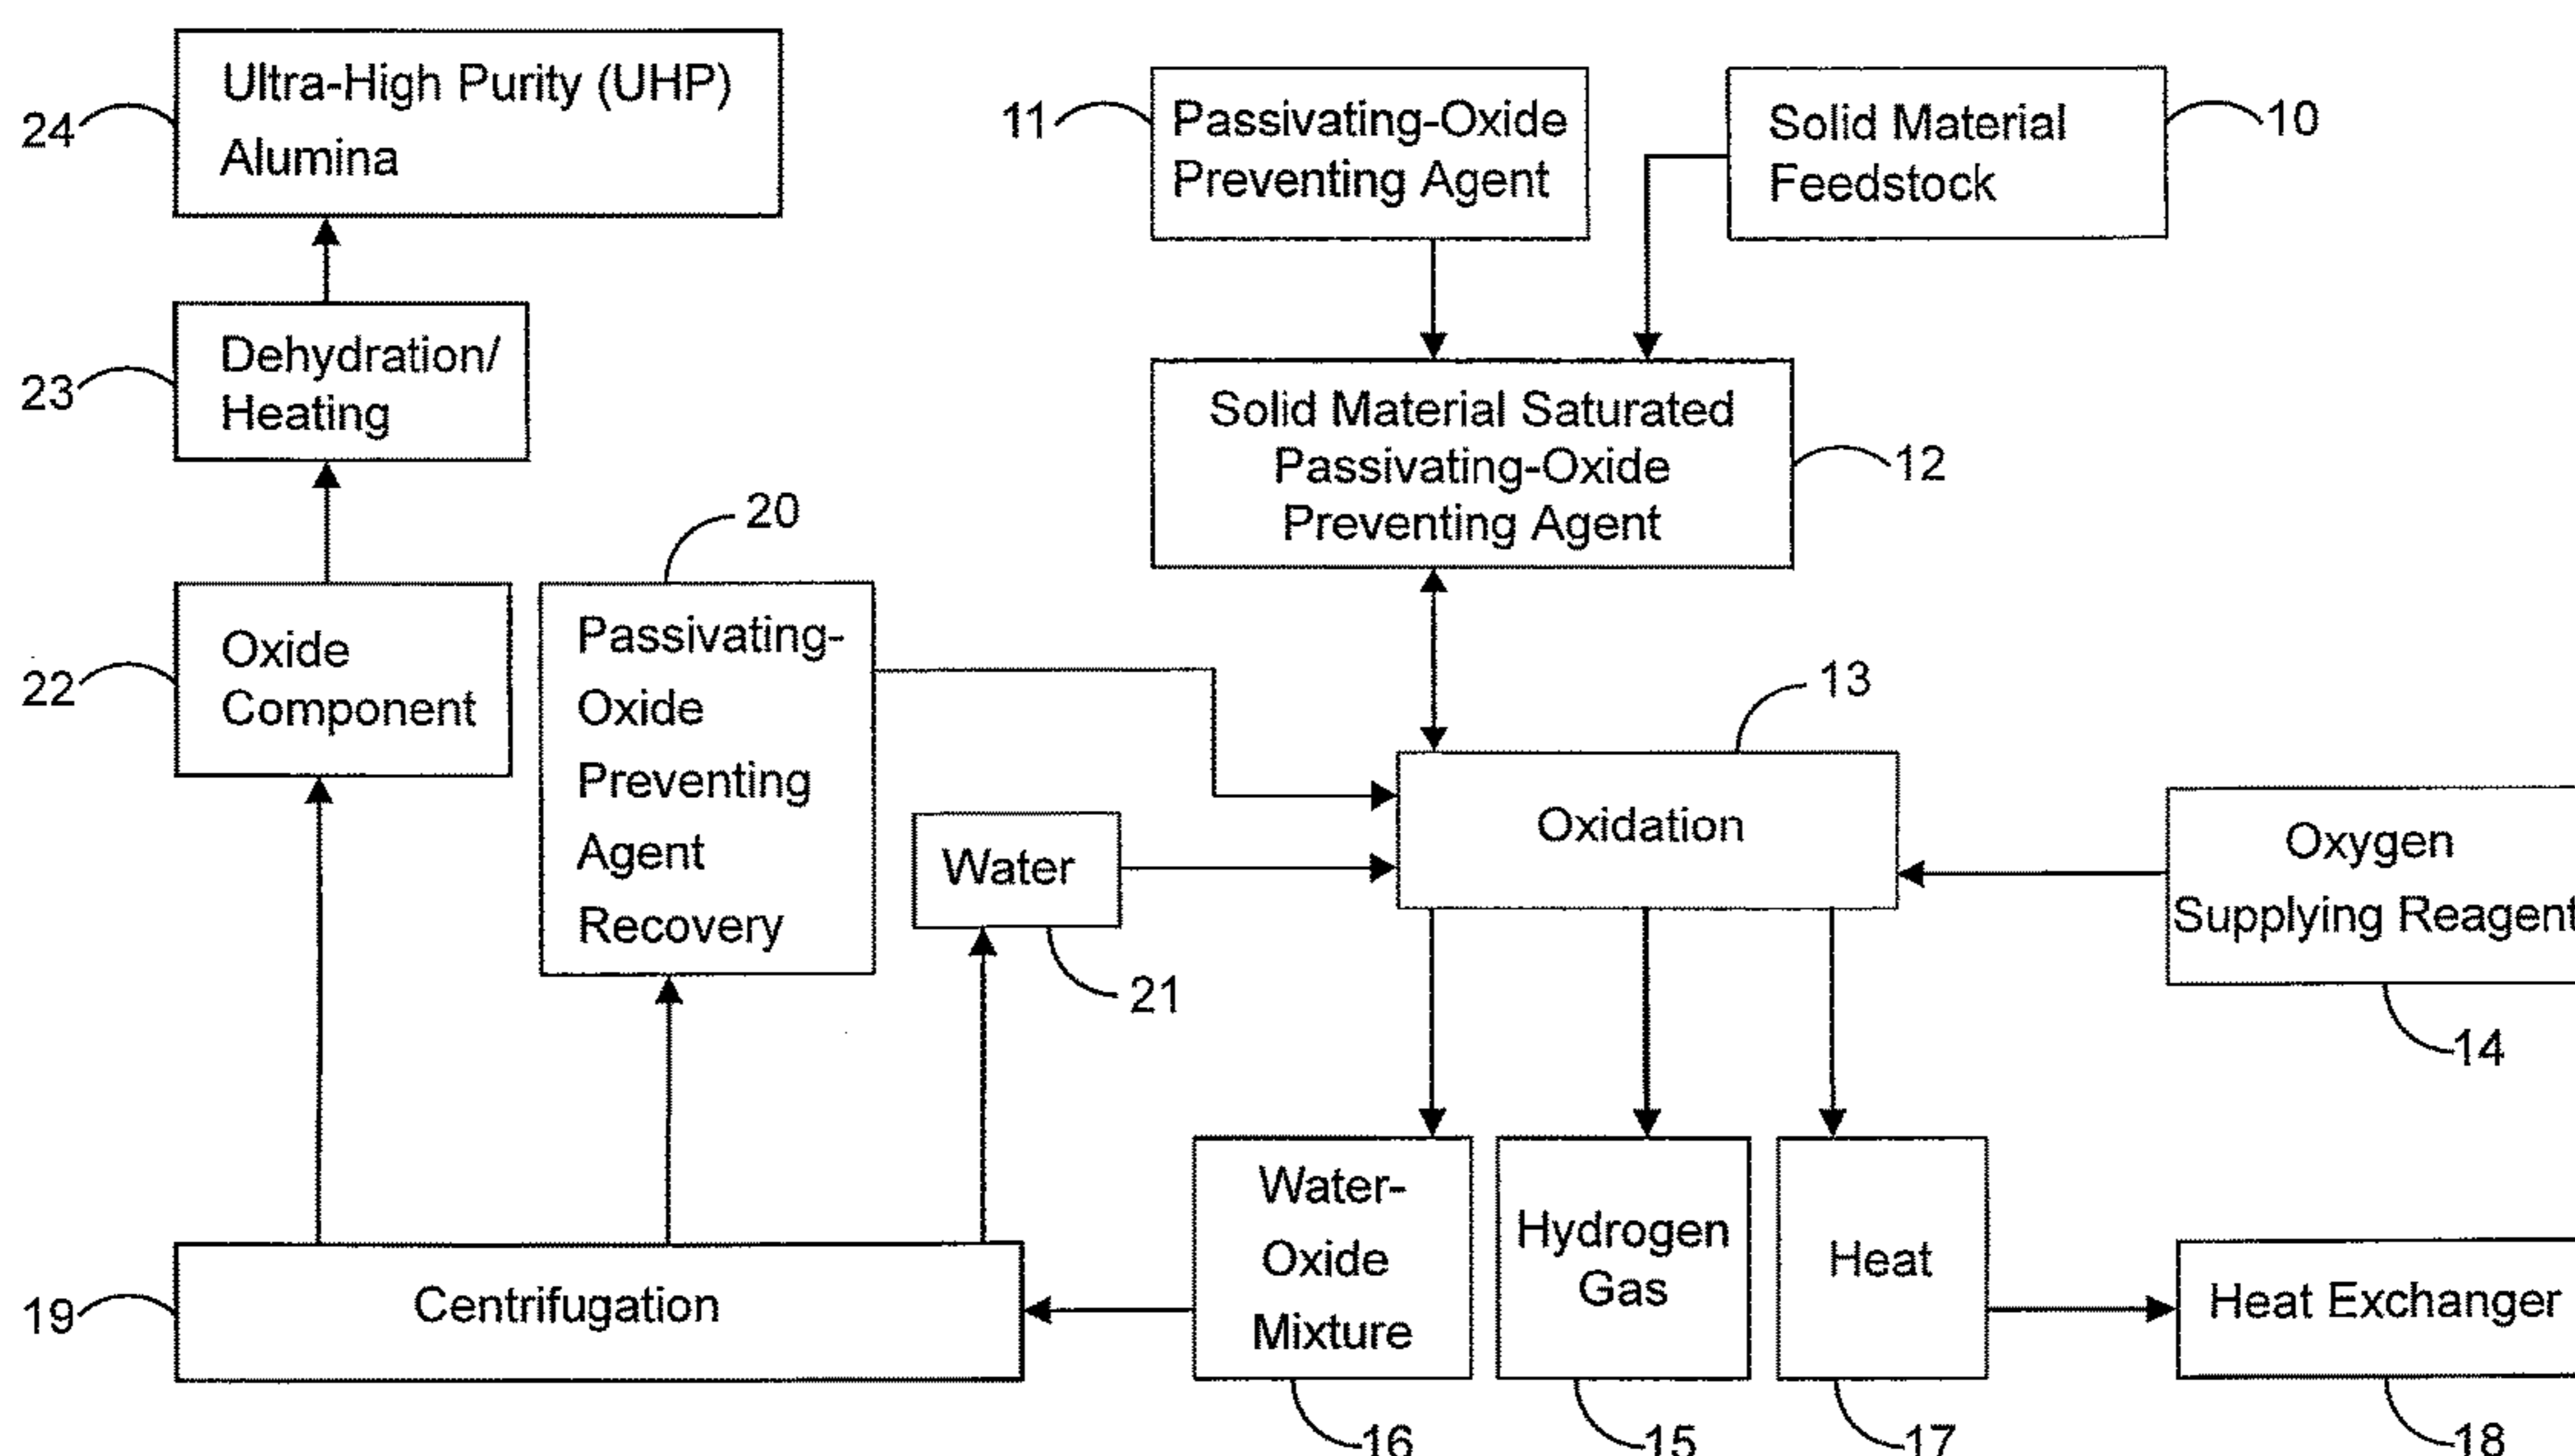 24
Ultra-High Purity (UHP)
Alumina
11
Passivating-Oxide
Preventing Agent
Solid Material
Feedstock
10
23
Dehydration/
Heating
Solid Material Saturated
Passivating-Oxide
Preventing Agent
12
20
22
Oxide
Component
Passivating-
Oxide
Preventing
Agent
Recovery
Water
21
13
Oxidation
Oxygen
Supplying Reagent
14
19
Centrifugation
Water-
Oxide
Mixture
Hydrogen
Gas
Heat
Heat Exchanger
16
15
17
18